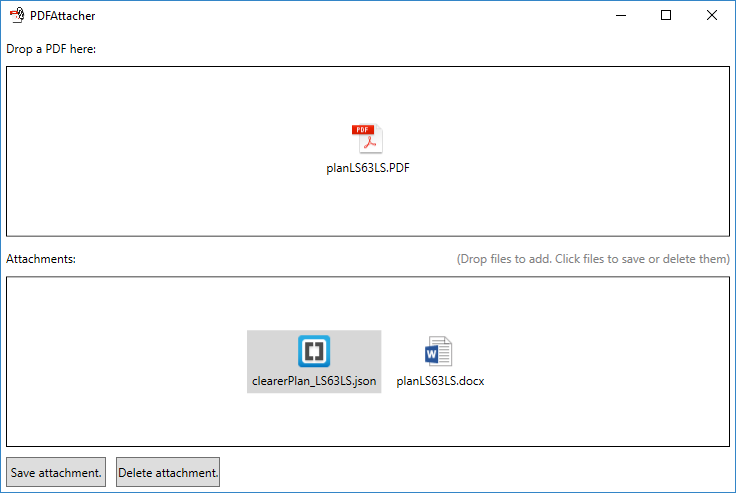 PDFAttacher
Drop a PDF here:
PDF
planLS63LS.PDF
Attachments: (Drop files to add. Click files to save or delete them)
W
clearerPlan_LS63LS.json planLS63LS.docx
Save attachment. Delete attachment.